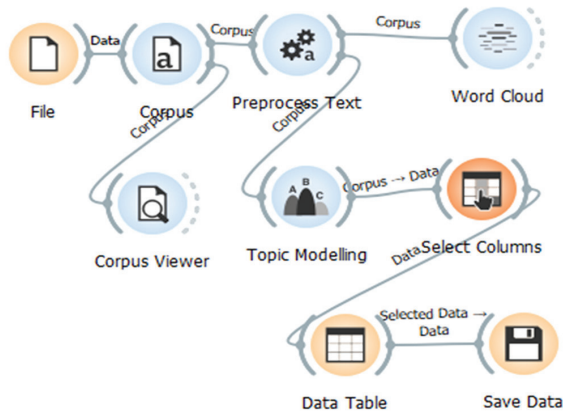 Data
Corpus
Corpus
a
a
File
Corpus
Preprocess Text
Word Cloud
Corpus
Corpus
A B C
Corpus → Data
Corpus Viewer
Topic Modelling
Select Columns
Data
Selected Data →
Data
Data Table
Save Data